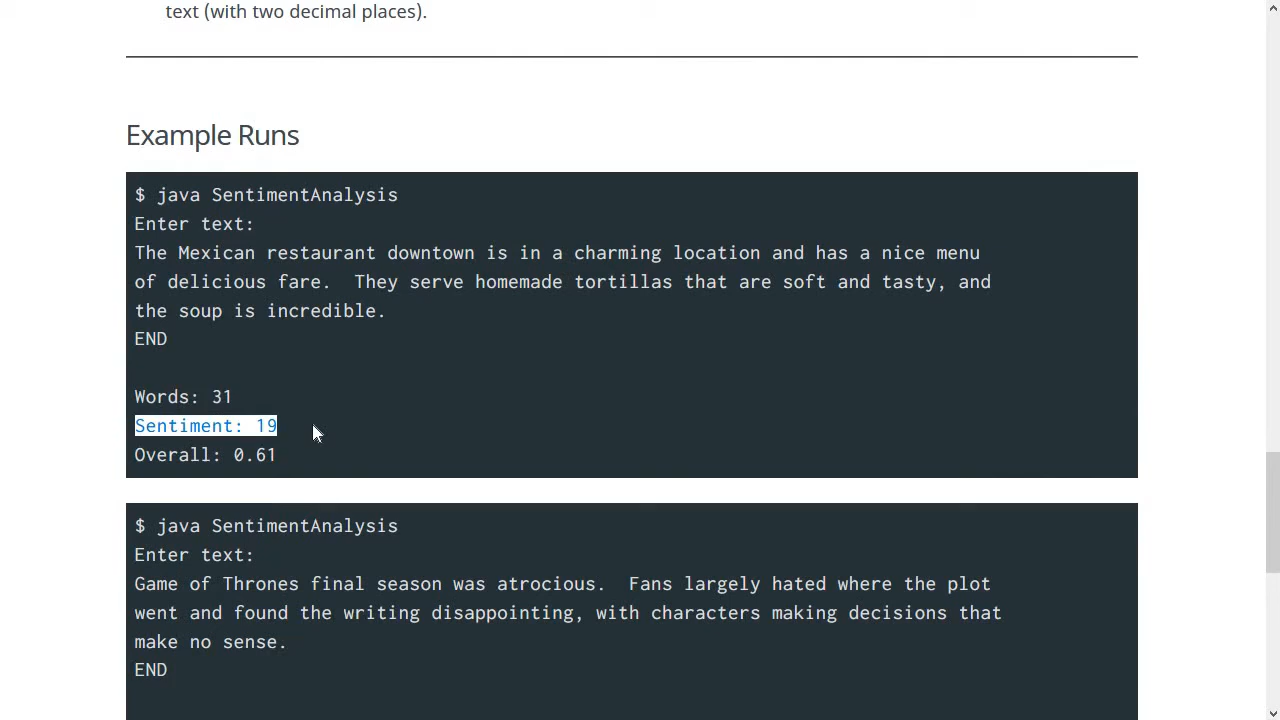 text (with two decimal places).
Example Runs
$ java SentimentAnalysis
Enter text:
The Mexican restaurant downtown is in a charming location and has a nice menu
of delicious fare.  They serve homemade tortillas that are soft and tasty, and
the soup is incredible.
END
Words: 31
Sentiment: 19
Overall: 0.61
$ java SentimentAnalysis
Enter text:
Game of Thrones final season was atrocious.  Fans largely hated where the plot
went and found the writing disappointing, with characters making decisions that
make no sense.
END